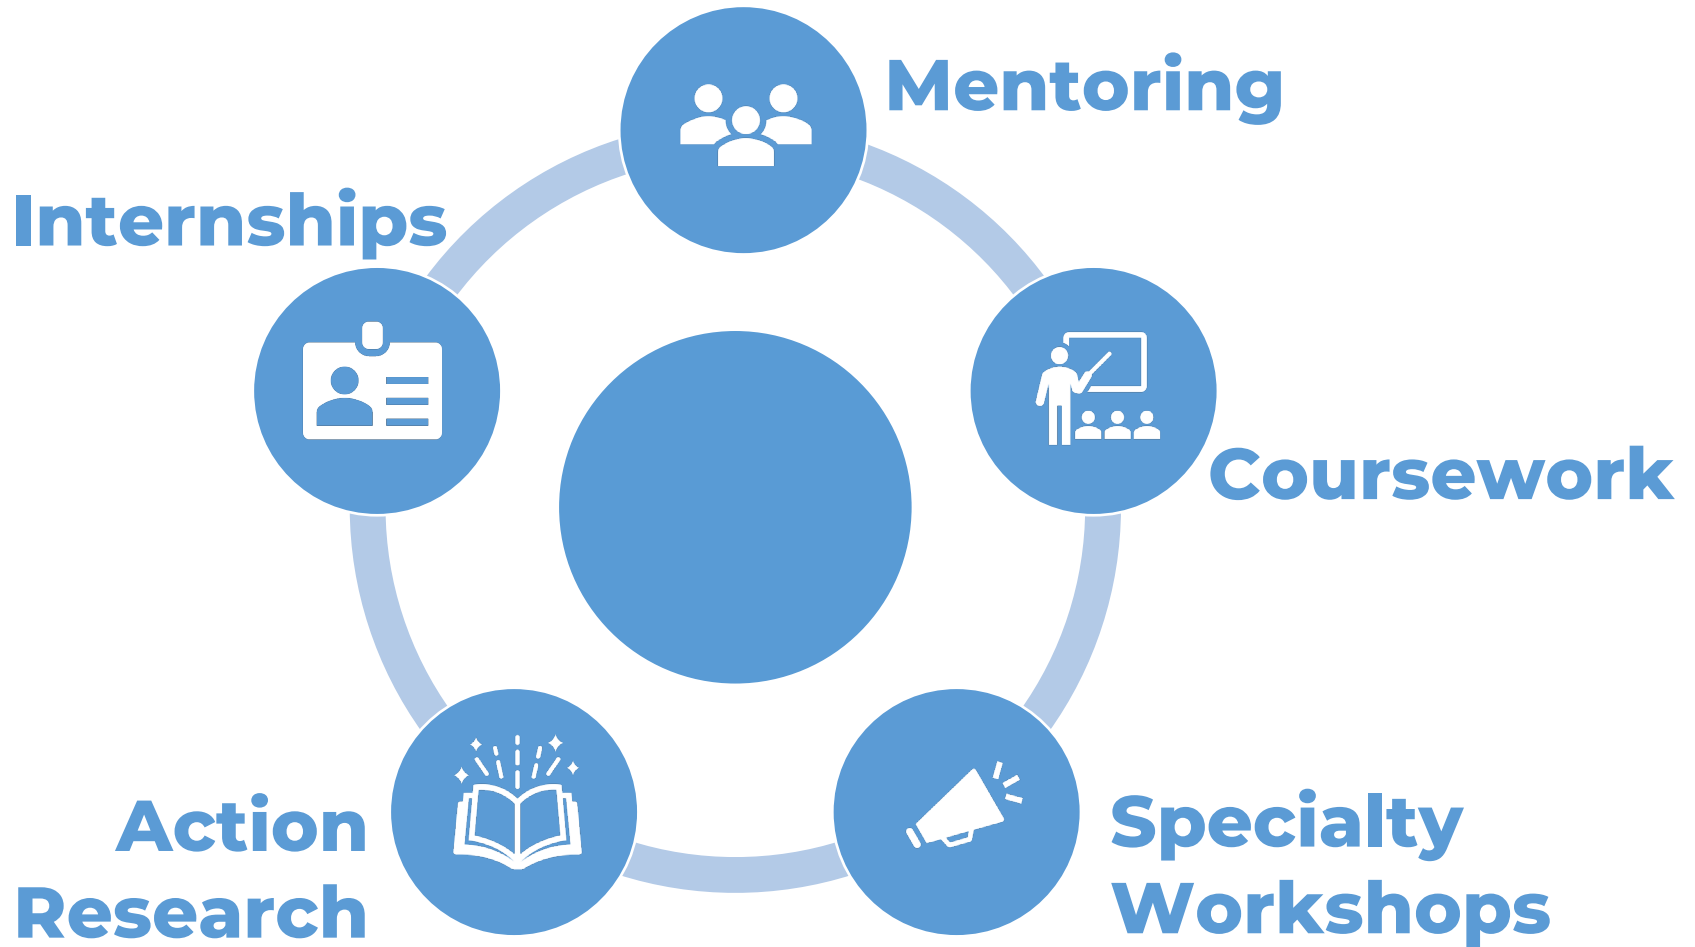 Mentoring
Internships
Coursework
Action
Research
Specialty
Workshops